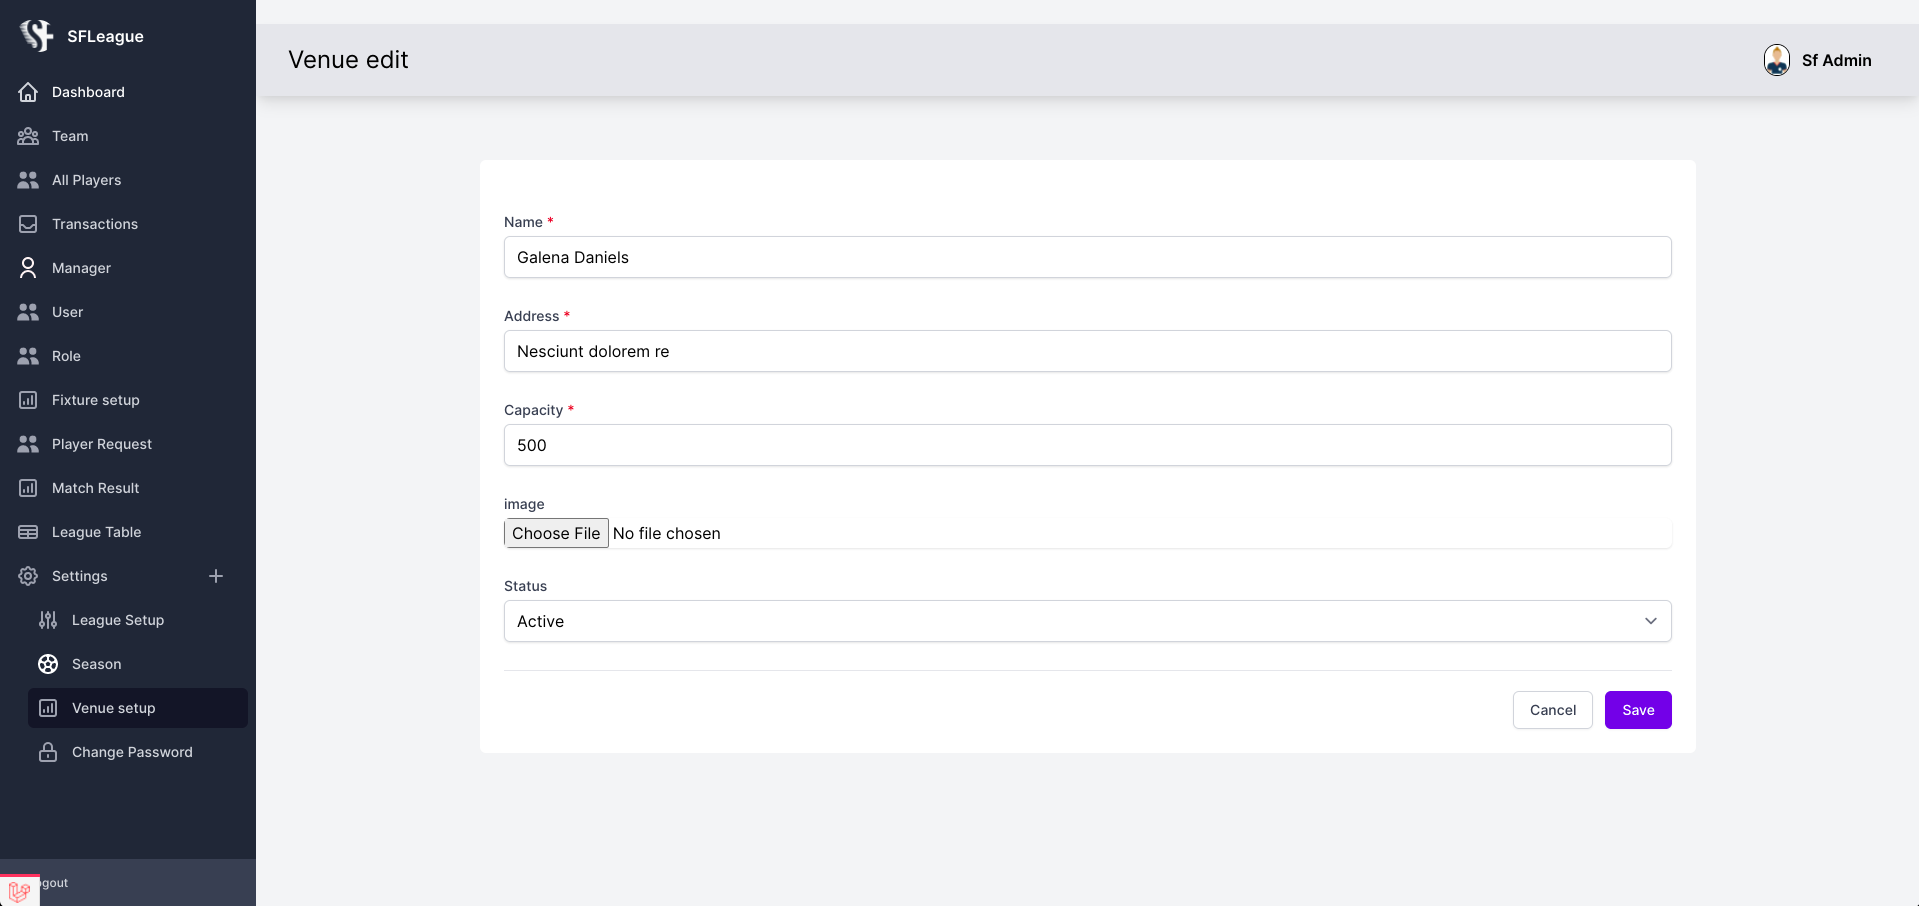 SFLeague
Dashboard
Team
All Players
Transactions
Manager
User
Role
Fixture setup
Player Request
Match Result
League Table
Settings
League Setup
Season
Venue setup
Change Password
Venue edit
Sf Admin
Name *
Galena Daniels
Address *
Nesciunt dolorem re
Capacity *
500
image
Choose File No file chosen
Status
Active
Cancel
Save